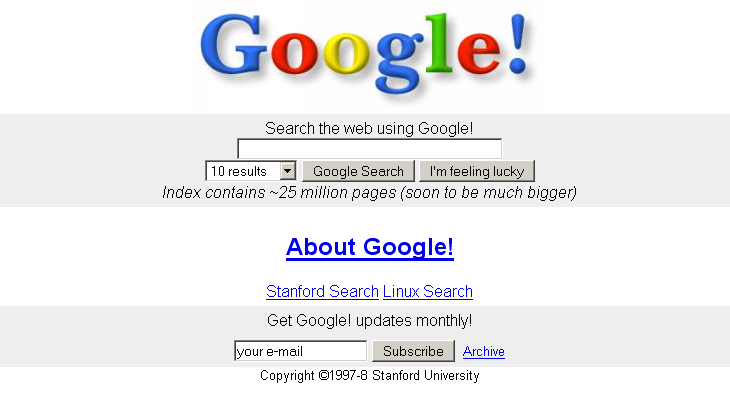 Google!
Search the web using Google!
10 results Google Search I'm feeling lucky
Index contains ~25 million pages (soon to be much bigger)
About Google!
Stanford Search Linux Search
Get Google! updates monthly!
your e-mail Subscribe Archive
Copyright ©1997-8 Stanford University